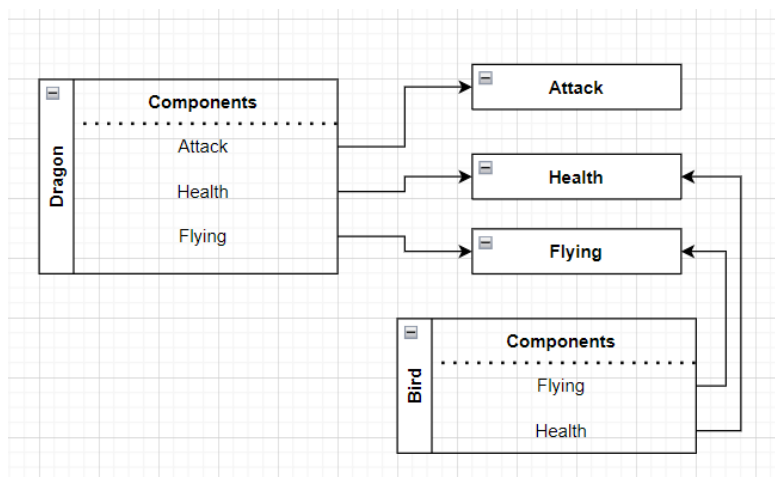 Dragon
Components
Attack
Health
Flying
Attack
Health
Flying
Bird
Components
Flying
Health